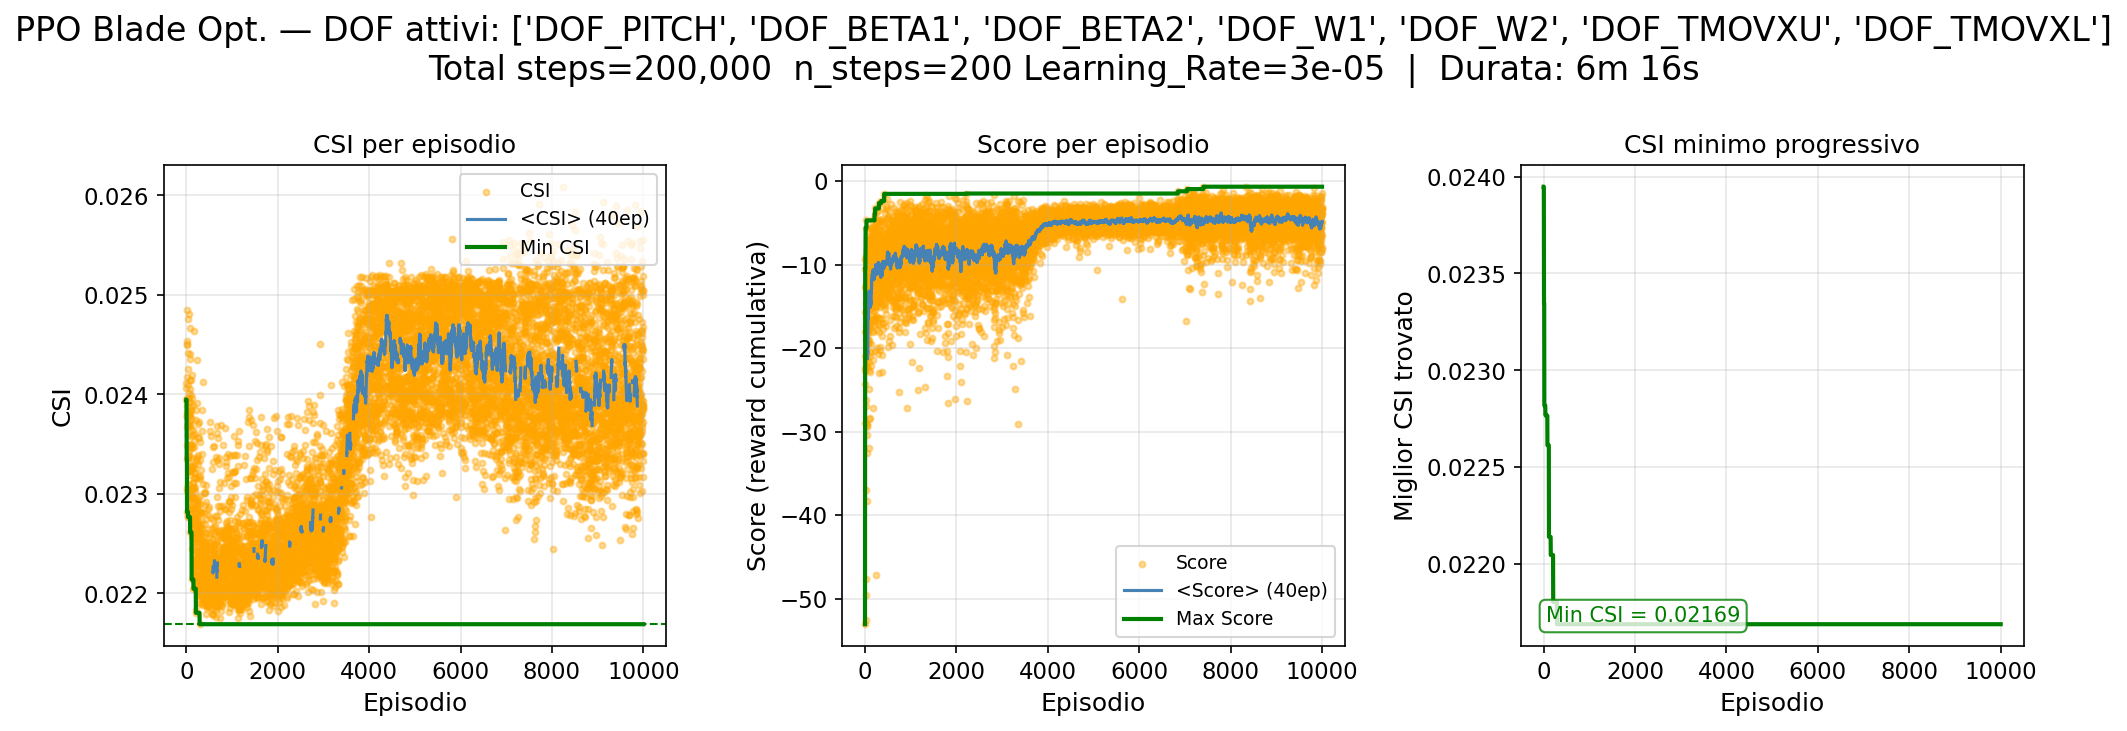 PPO Blade Opt. — DOF attivi: ['DOF_PITCH', 'DOF_BETA1', 'DOF_BETA2', 'DOF_W1', 'DOF_W2', 'DOF_TMOVXU', 'DOF_TMOVXL']
Total steps=200,000  n_steps=200 Learning_Rate=3e-05  |  Durata: 6m 16s
CSI per episodio
CSI
0.026
0.025
0.024
0.023
0.022
CSI
<CSI> (40ep)
Min CSI
0 2000 4000 6000 8000 10000
Episodio
Score per episodio
Score (reward cumulativa)
0
−10
−20
−30
−40
−50
Score
<Score> (40ep)
Max Score
0 2000 4000 6000 8000 10000
Episodio
CSI minimo progressivo
Miglior CSI trovato
0.0240
0.0235
0.0230
0.0225
0.0220
Min CSI = 0.02169
0 2000 4000 6000 8000 10000
Episodio